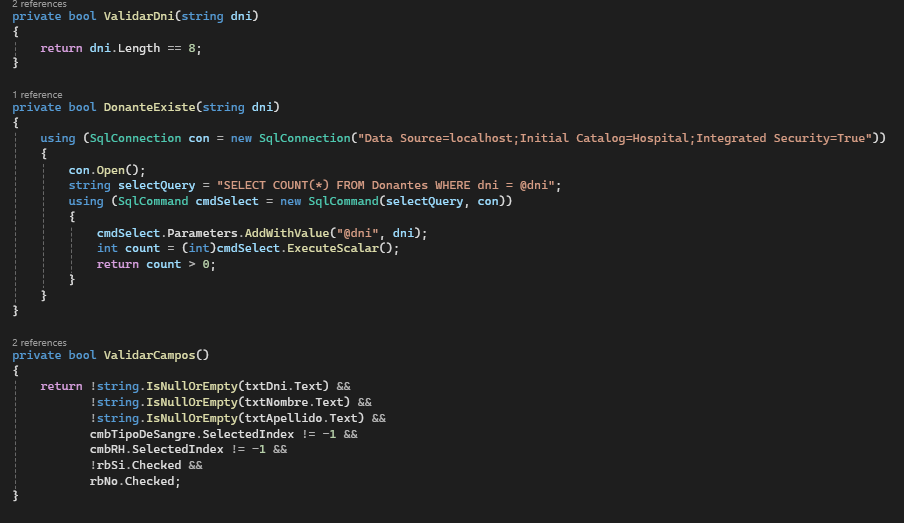 2 references
private bool ValidarDni(string dni)
{
    return dni.Length == 8;
}
1 reference
private bool DonanteExiste(string dni)
{
    using (SqlConnection con = new SqlConnection("Data Source=localhost;Initial Catalog=Hospital;Integrated Security=True"))
    {
        con.Open();
        string selectQuery = "SELECT COUNT(*) FROM Donantes WHERE dni = @dni";
        using (SqlCommand cmdSelect = new SqlCommand(selectQuery, con))
        {
            cmdSelect.Parameters.AddWithValue("@dni", dni);
            int count = (int)cmdSelect.ExecuteScalar();
            return count > 0;
        }
    }
}
2 references
private bool ValidarCampos()
{
    return !string.IsNullOrEmpty(txtDni.Text) &&
           !string.IsNullOrEmpty(txtNombre.Text) &&
           !string.IsNullOrEmpty(txtApellido.Text) &&
           cmbTipoDeSangre.SelectedIndex != -1 &&
           cmbRH.SelectedIndex != -1 &&
           !rbSi.Checked &&
           rbNo.Checked;
}